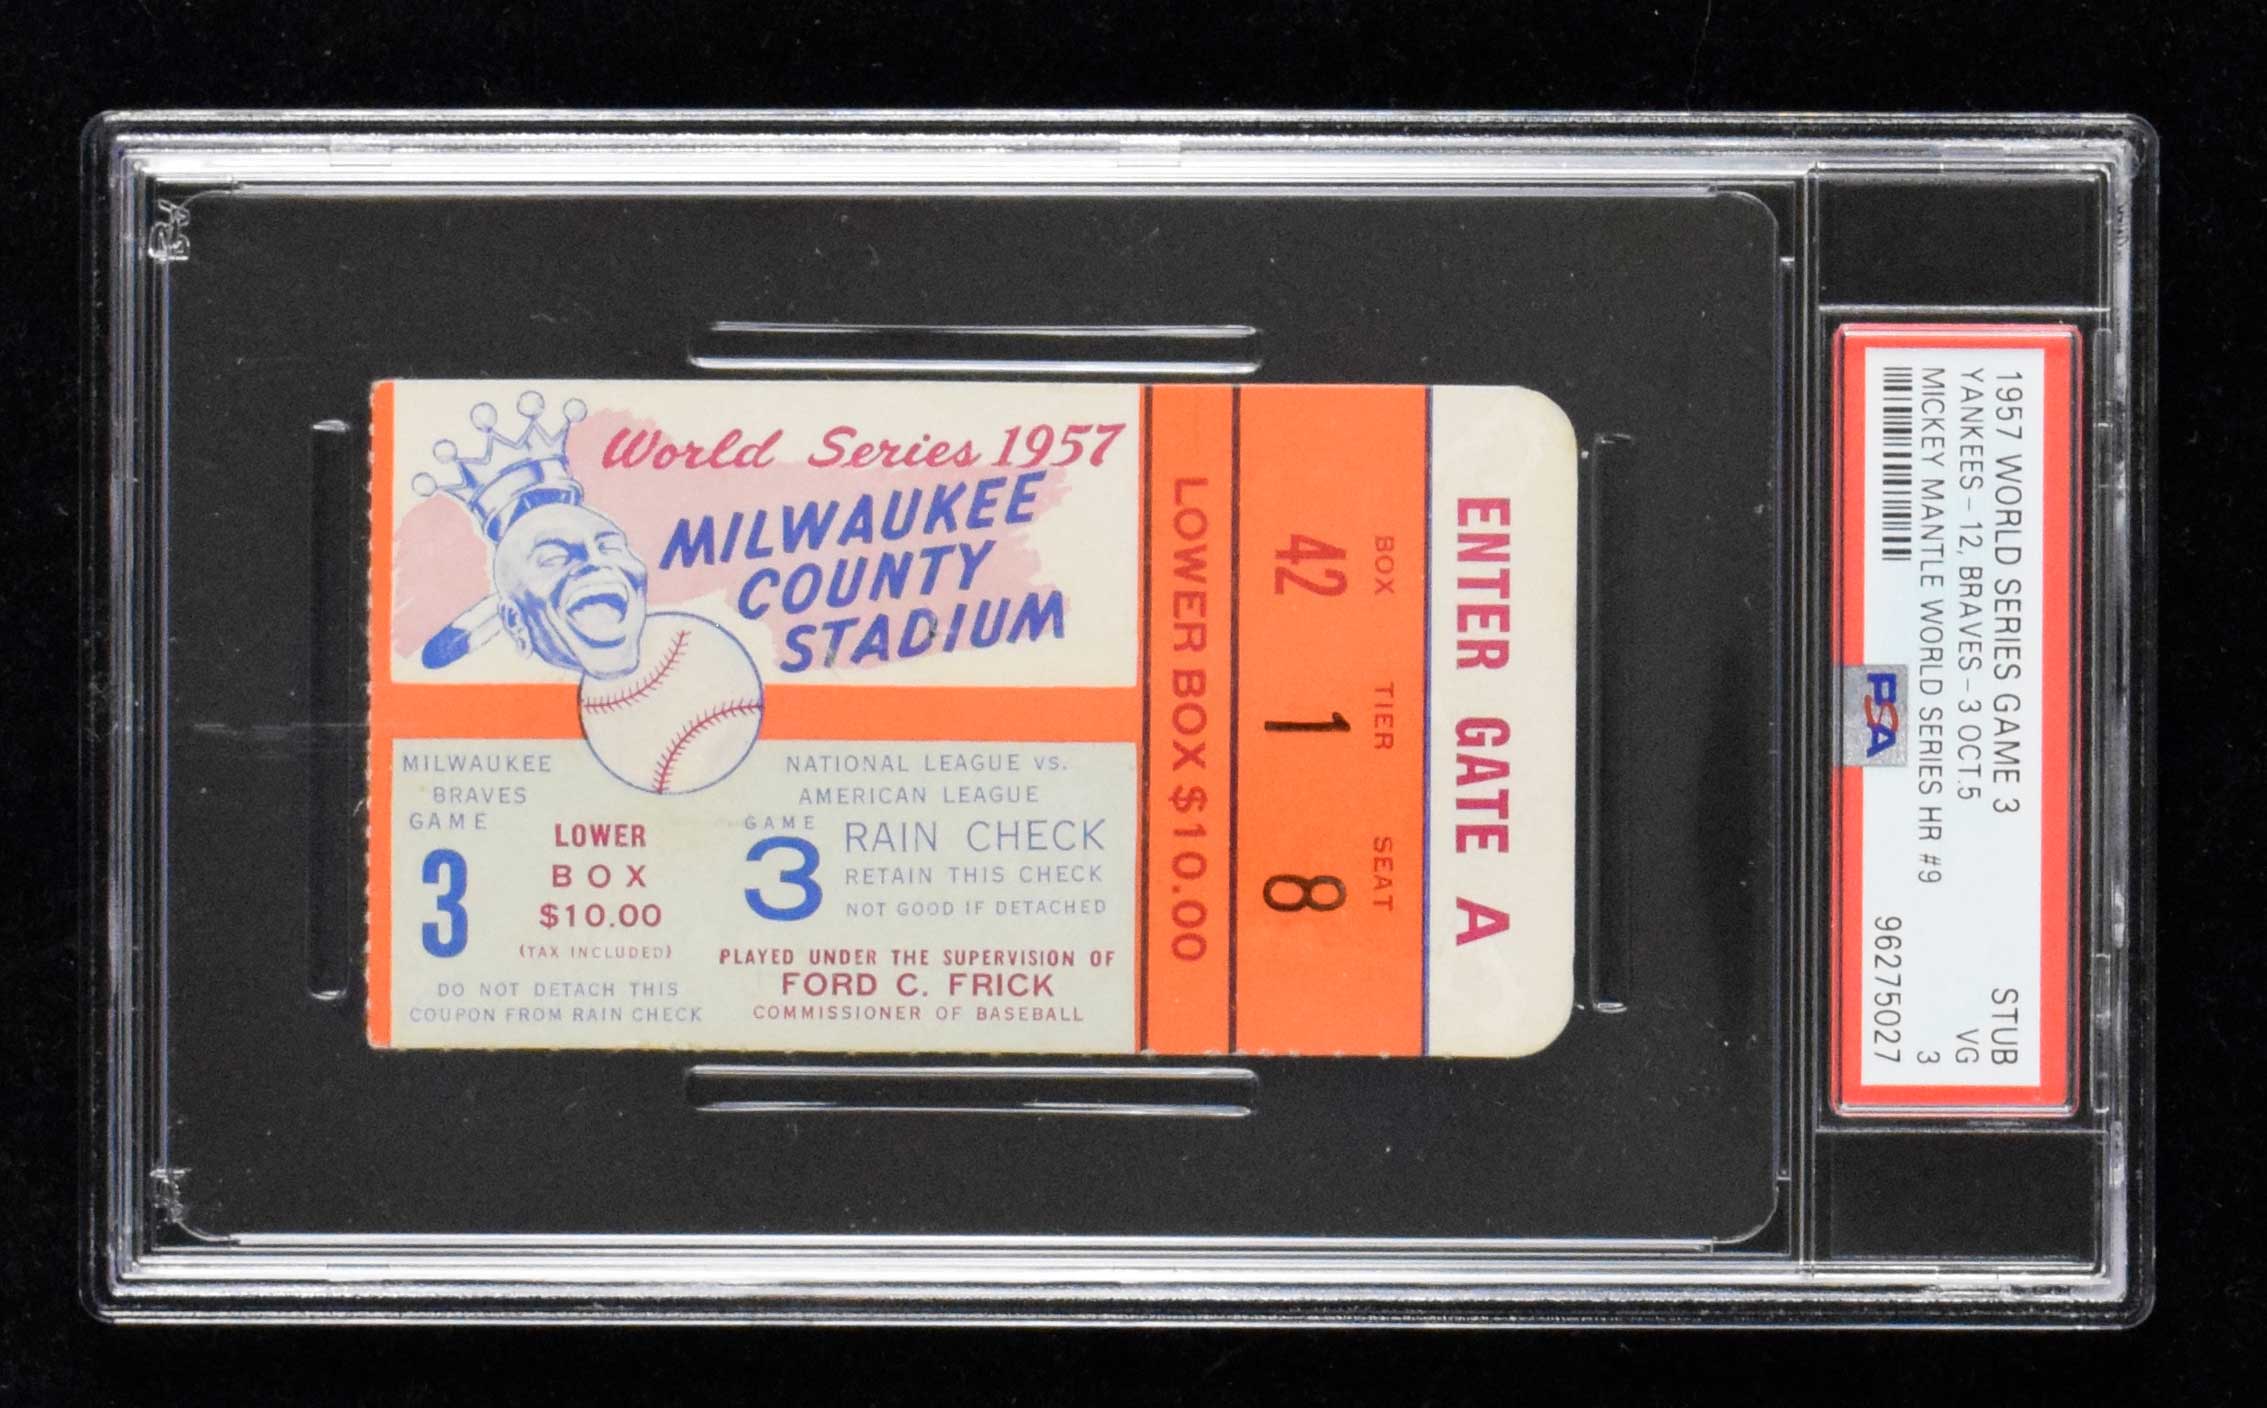 World Series 1957
MILWAUKEE
COUNTY
STADIUM
MILWAUKEE
BRAVES
GAME
3
LOWER
BOX
$10.00
(TAX INCLUDED)
DO NOT DETACH THIS
COUPON FROM RAIN CHECK
NATIONAL LEAGUE VS.
AMERICAN LEAGUE
GAME
3
RAIN CHECK
RETAIN THIS CHECK
NOT GOOD IF DETACHED
PLAYED UNDER THE SUPERVISION OF
FORD C. FRICK
COMMISSIONER OF BASEBALL
LOWER BOX $10.00
BOX TIER SEAT
42 1 8
ENTER GATE A
1957 WORLD SERIES GAME 3 STUB
YANKEES-12, BRAVES-3 OCT.5 VG
MICKEY MANTLE WORLD SERIES HR #9 3
PSA
96275027